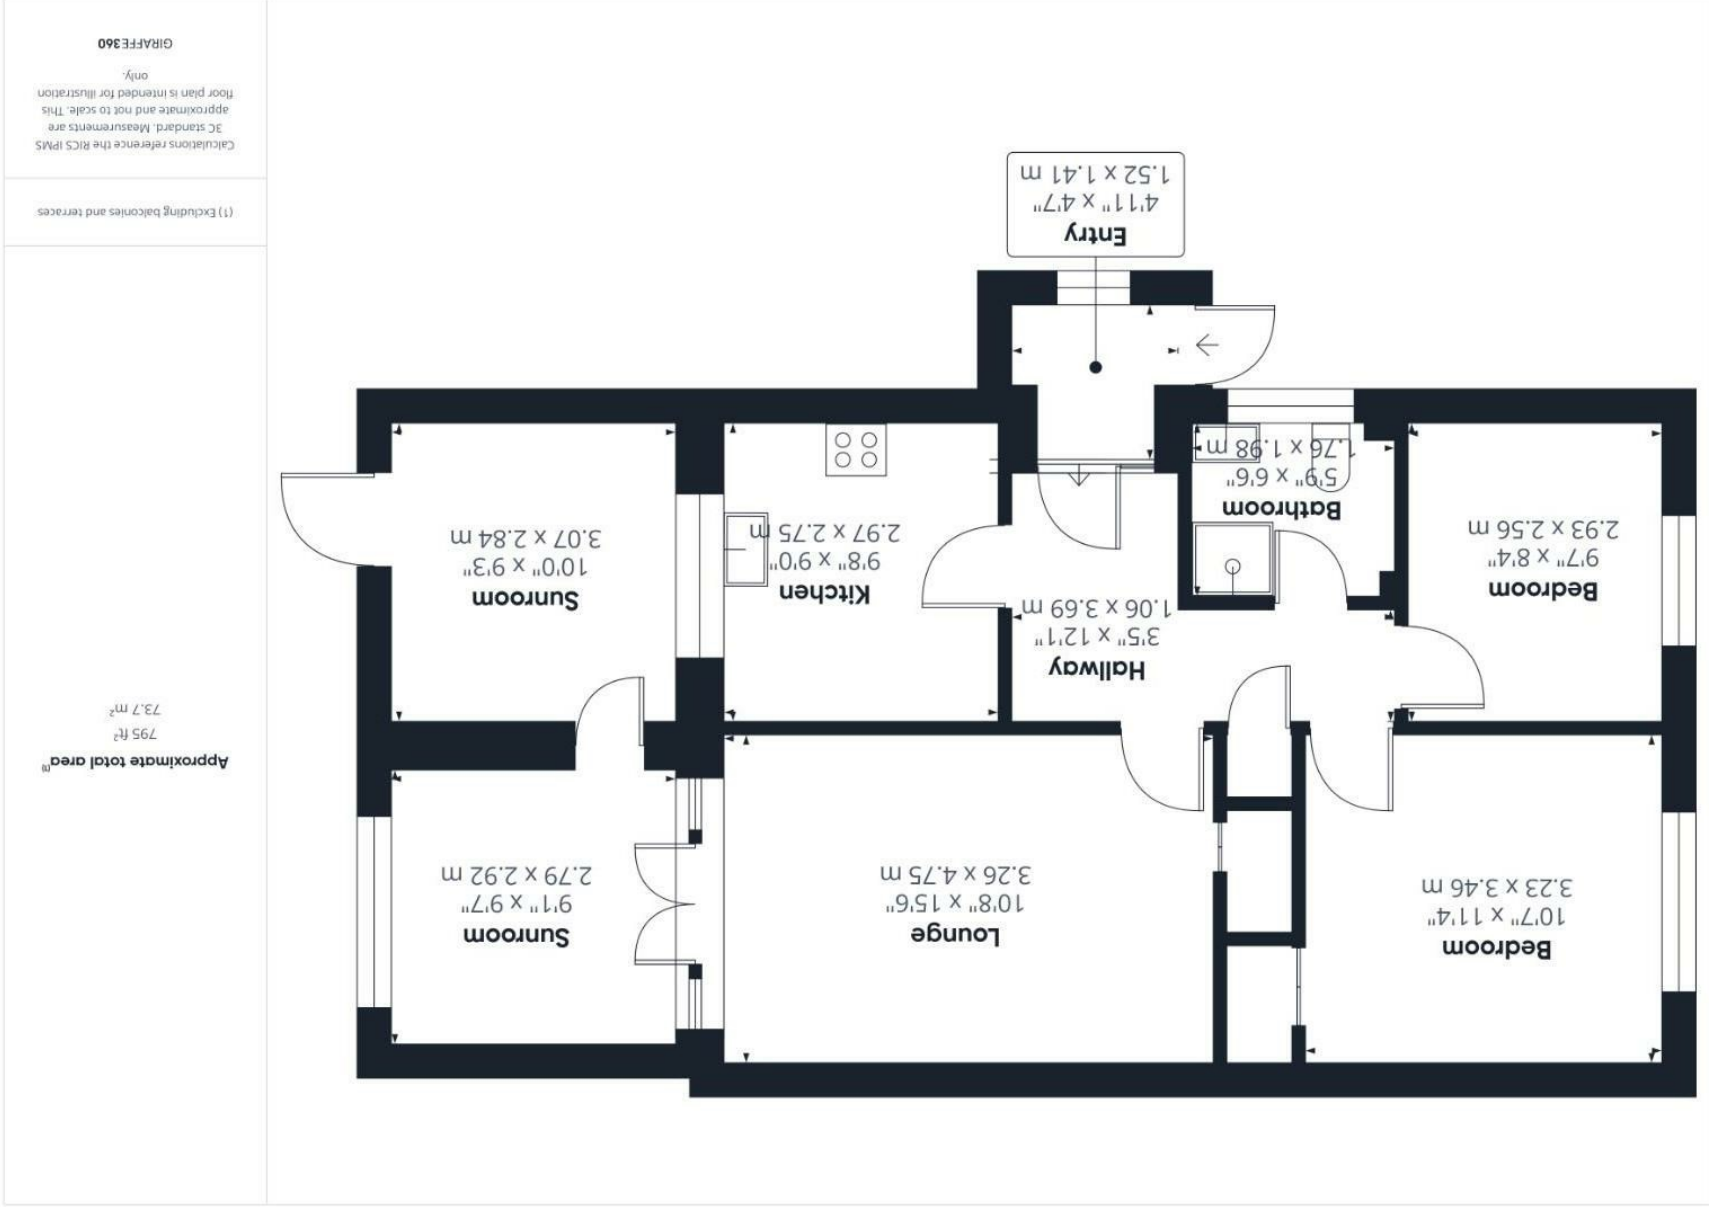 Bedroom
10'7" x 11'4"
3.23 x 3.46 m
Lounge
10'8" x 15'6"
3.26 x 4.75 m
Sunroom
9'1" x 9'7"
2.79 x 2.92 m
Bedroom
9'7" x 8'4"
2.93 x 2.56 m
Bathroom
5'9" x 6'6"
1.76 x 1.98 m
Hallway
3'5" x 12'1"
1.06 x 3.69 m
Kitchen
9'8" x 9'0"
2.97 x 2.75 m
Sunroom
10'0" x 9'3"
3.07 x 2.84 m
Entry
4'11" x 4'7"
1.52 x 1.41 m
Approximate total area(1)
795 ft²
73.7 m²
(1) Excluding balconies and terraces
Calculations reference the RICS IPMS
3C standard. Measurements are
approximate and not to scale. This
floor plan is intended for illustration
only.
GIRAFFE360